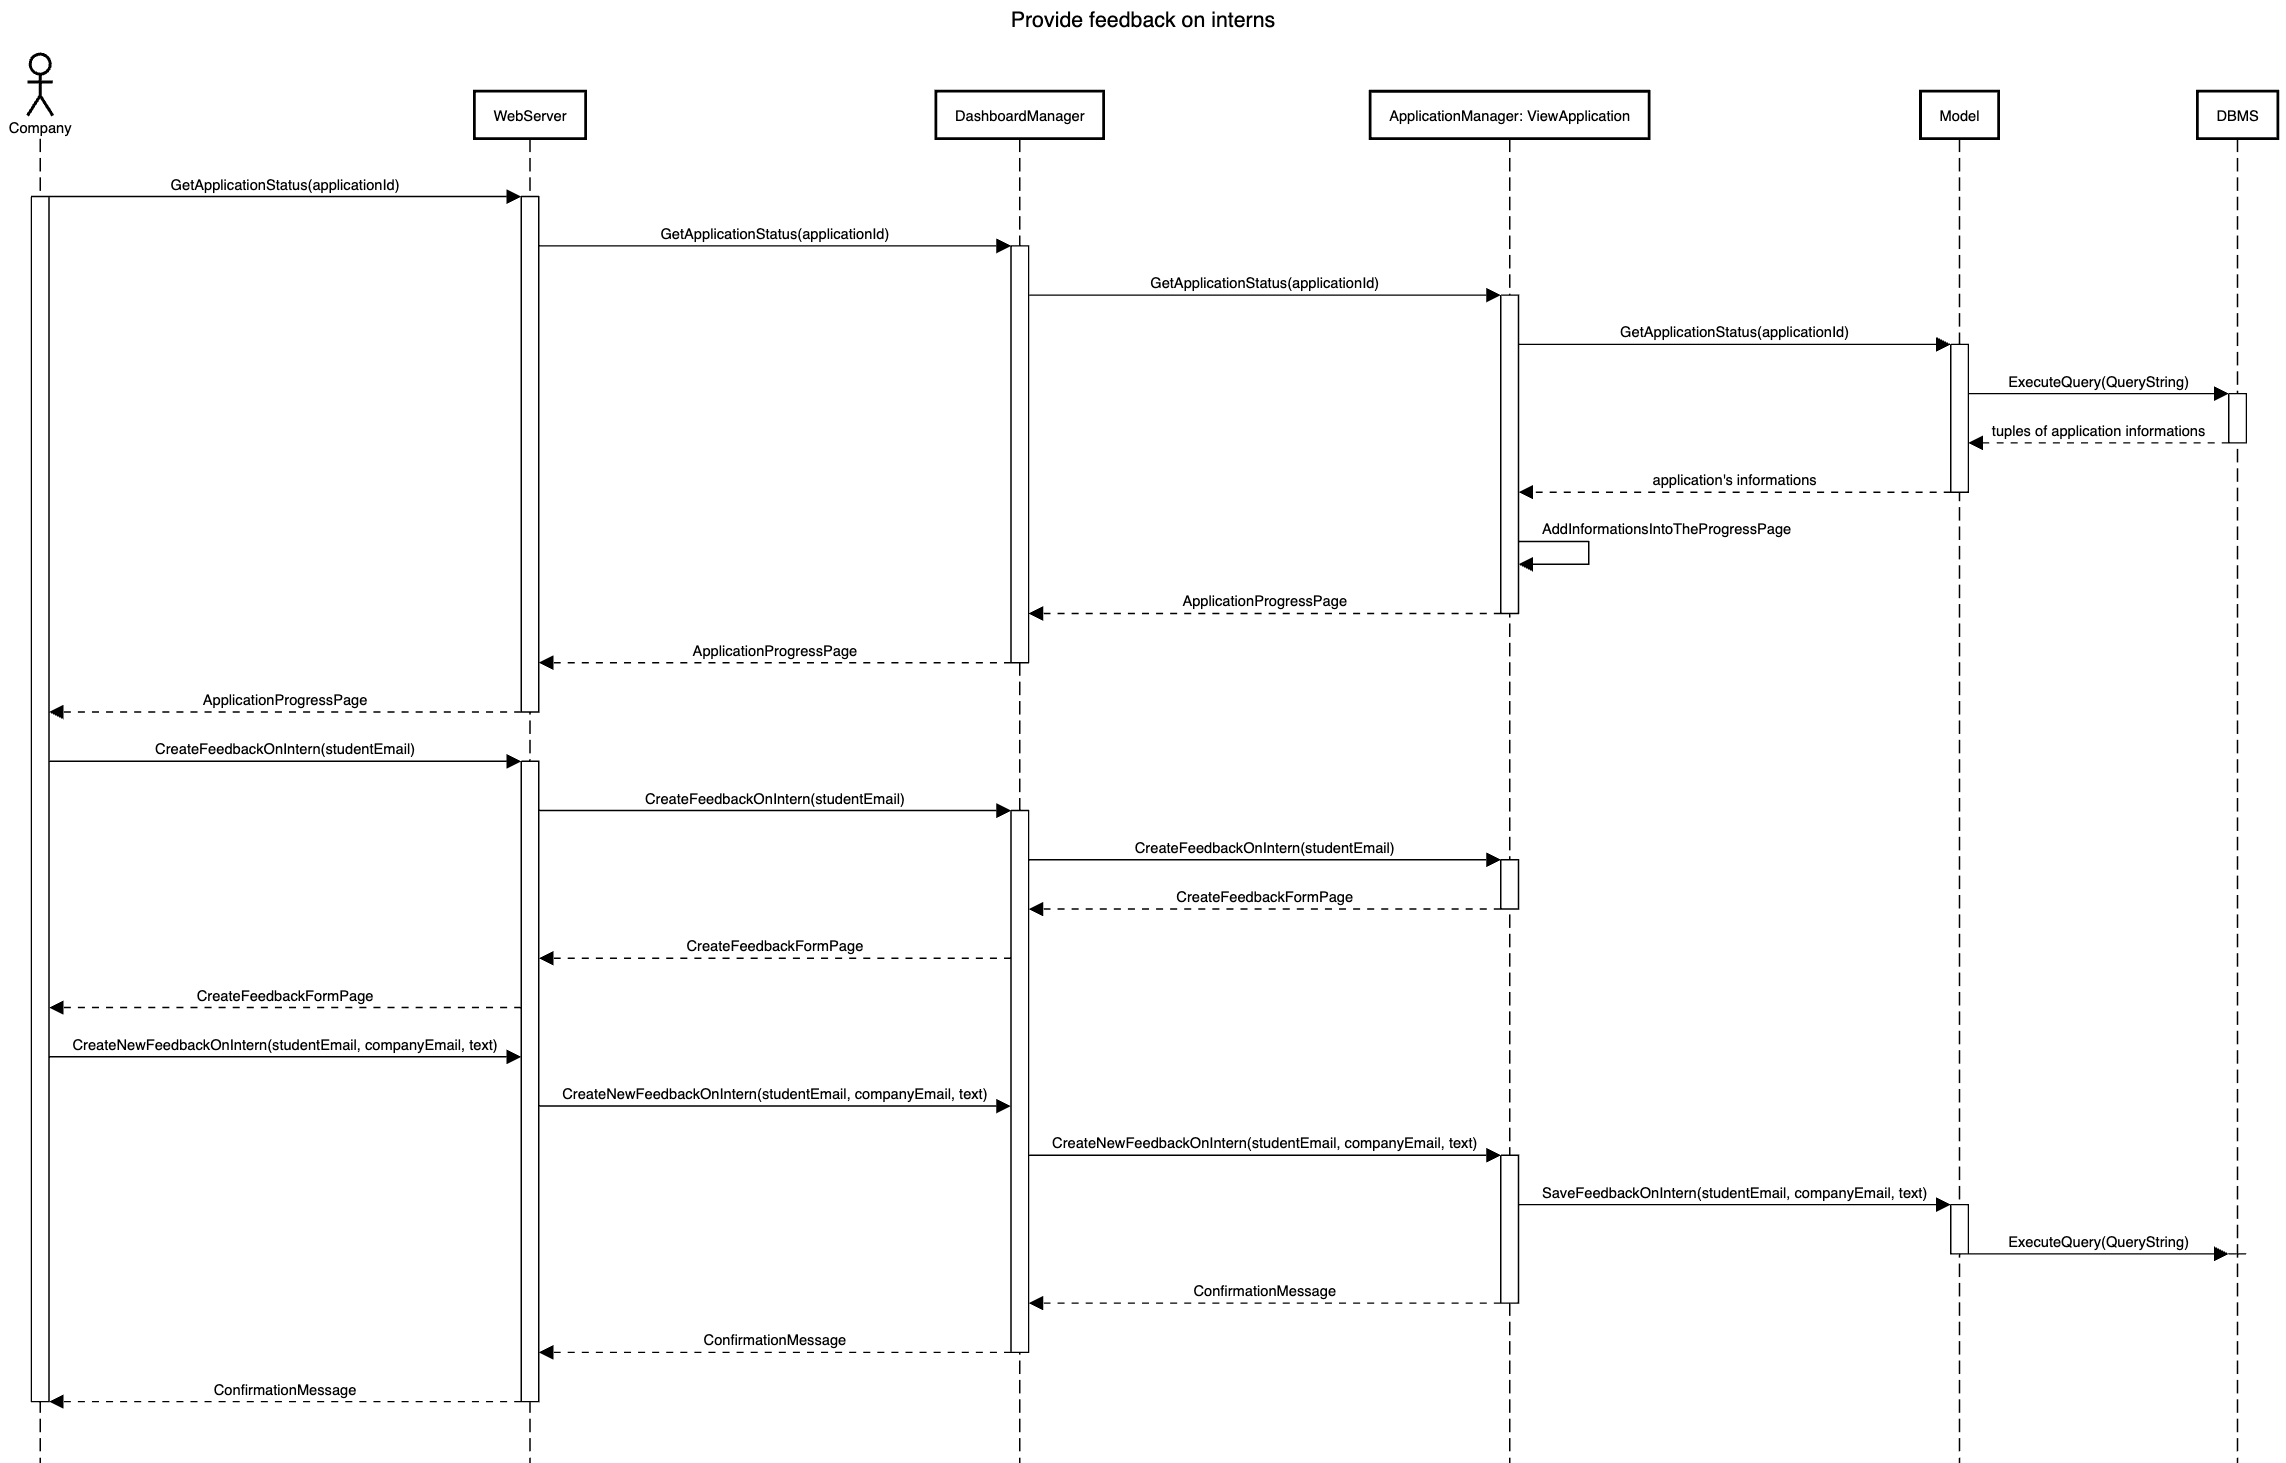 Provide feedback on interns
Company
WebServer
DashboardManager
ApplicationManager: ViewApplication
Model
DBMS
GetApplicationStatus(applicationId)
GetApplicationStatus(applicationId)
GetApplicationStatus(applicationId)
GetApplicationStatus(applicationId)
ExecuteQuery(QueryString)
tuples of application informations
application's informations
AddInformationsIntoTheProgressPage
ApplicationProgressPage
ApplicationProgressPage
ApplicationProgressPage
CreateFeedbackOnIntern(studentEmail)
CreateFeedbackOnIntern(studentEmail)
CreateFeedbackOnIntern(studentEmail)
CreateFeedbackFormPage
CreateFeedbackFormPage
CreateFeedbackFormPage
CreateNewFeedbackOnIntern(studentEmail, companyEmail, text)
CreateNewFeedbackOnIntern(studentEmail, companyEmail, text)
CreateNewFeedbackOnIntern(studentEmail, companyEmail, text)
SaveFeedbackOnIntern(studentEmail, companyEmail, text)
ExecuteQuery(QueryString)
ConfirmationMessage
ConfirmationMessage
ConfirmationMessage